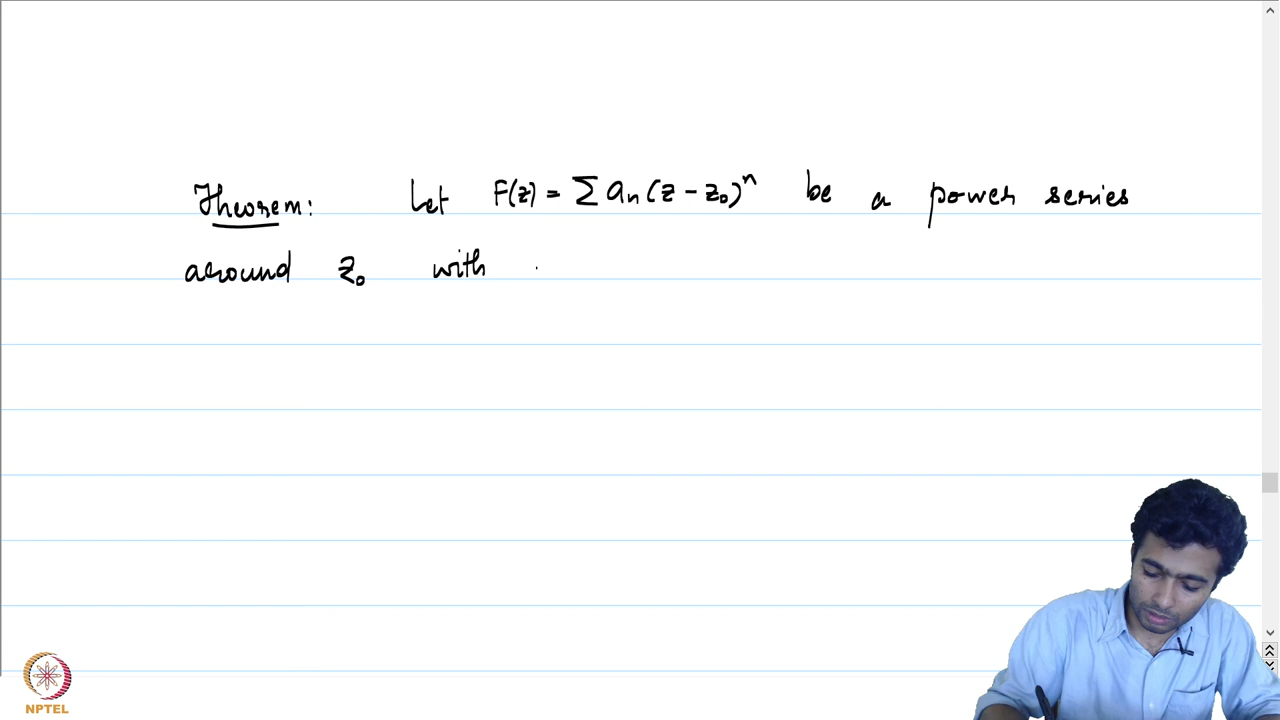 Theorem: Let F(z) = Σ aₙ (z - z₀)ⁿ be a power series
around z₀ with
NPTEL